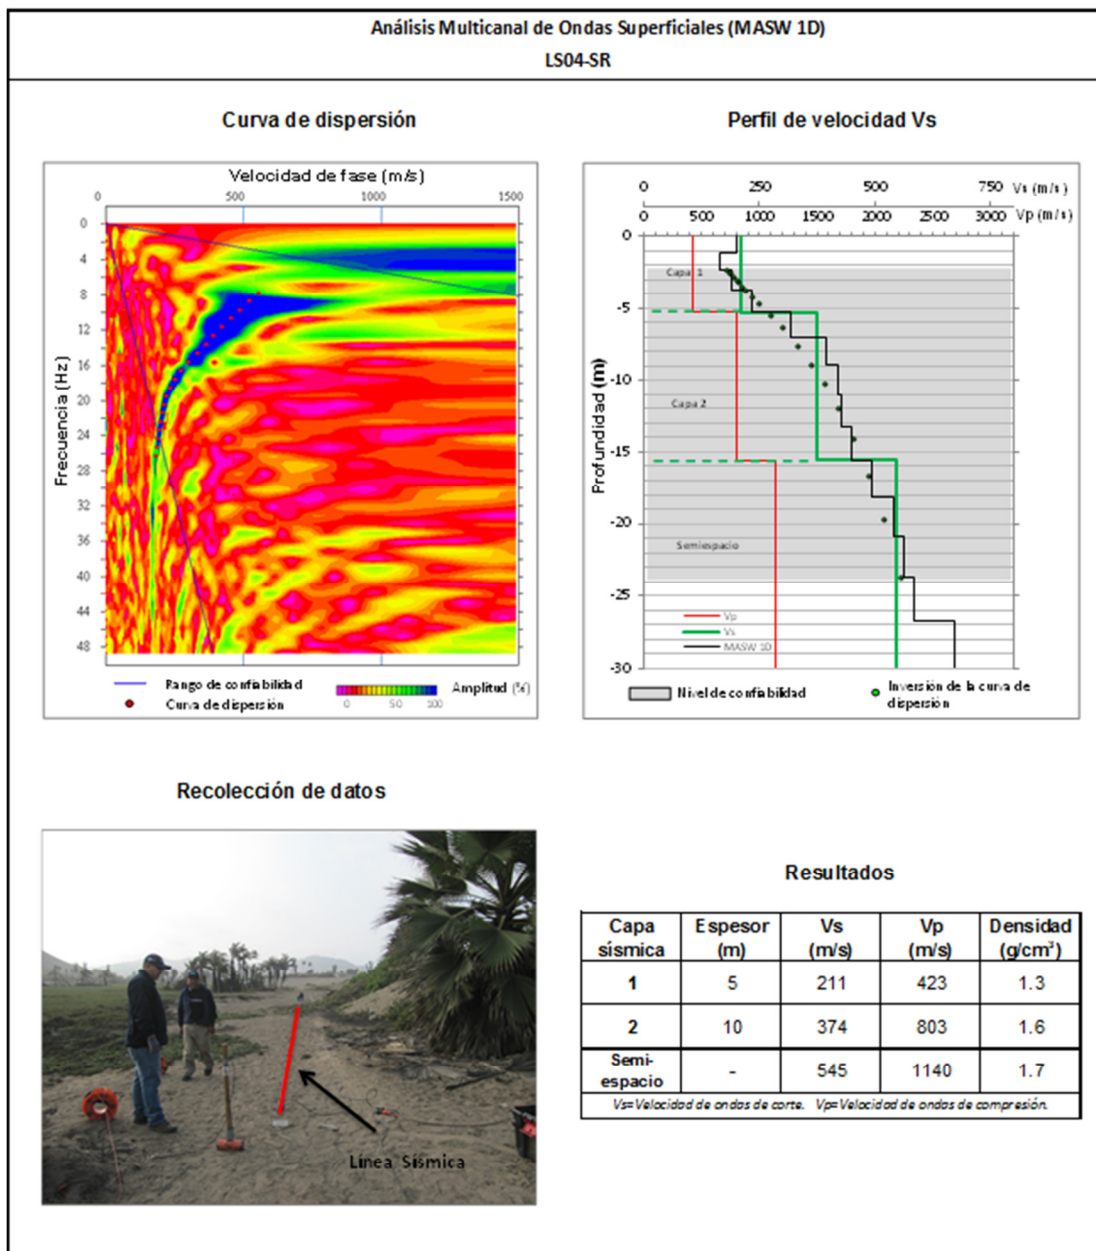 Análisis Multicanal de Ondas Superficiales (MASW 1D)
LS04-SR
Curva de dispersión
Velocidad de fase (m/s)
0 500 1000 1500
Frecuencia (Hz)
0
4
8
12
16
20
24
28
32
36
40
44
48
Rango de confiabilidad
Curva de dispersión
Amplitud (%)
0 50 100
Perfil de velocidad Vs
0 250 500 750 Vs (m/s)
0 500 1000 1500 2000 2500 3000 Vp (m/s)
Profundidad (m)
0
-5
-10
-15
-20
-25
-30
Capa 1
Capa 2
Semiespacio
Vp
Vs
MASW 1D
Nivel de confiabilidad
Inversión de la curva de
dispersión
Recolección de datos
Línea Sísmica
Resultados
Capa sísmica Espesor (m) Vs (m/s) Vp (m/s) Densidad (g/cm³)
1 5 211 423 1.3
2 10 374 803 1.6
Semi-espacio - 545 1140 1.7
Vs=Velocidad de ondas de corte. Vp=Velocidad de ondas de compresión.